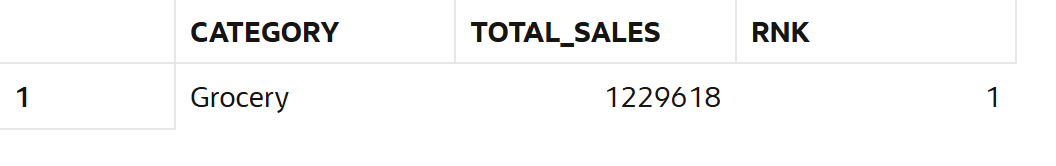 CATEGORY TOTAL_SALES RNK
1 Grocery 1229618 1